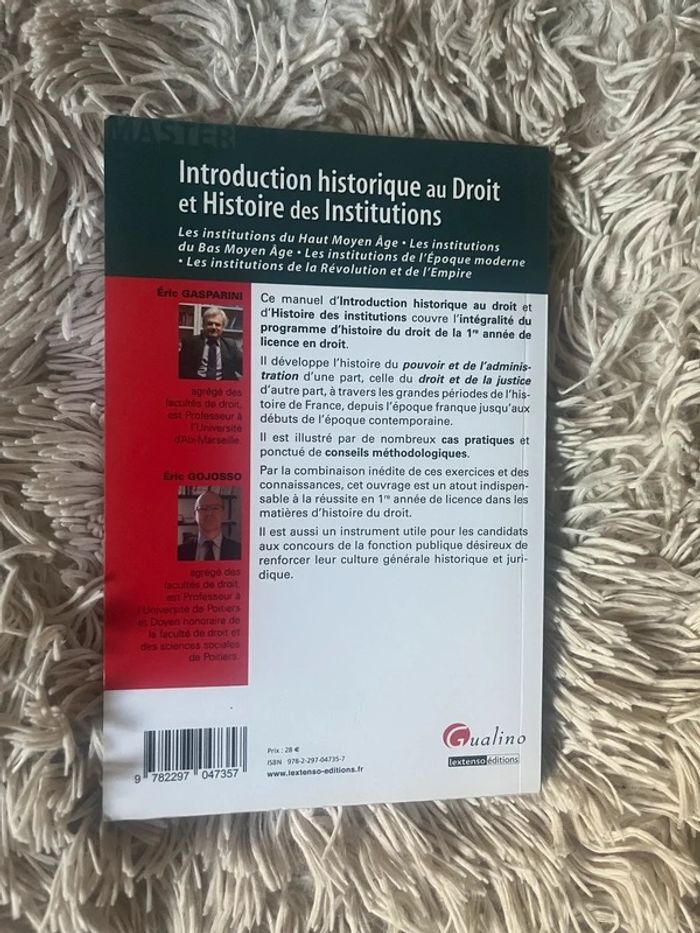 MASTER
Introduction historique au Droit
et Histoire des Institutions
Les institutions du Haut Moyen Âge • Les institutions
du Bas Moyen Âge • Les institutions de l'Époque moderne
• Les institutions de la Révolution et de l'Empire
Éric GASPARINI
agrégé des
facultés de droit,
est Professeur à
l'Université
d'Aix-Marseille.
Éric GOJOSSO
agrégé des
facultés de droit,
est Professeur à
l'Université de Poitiers
et Doyen honoraire de
la faculté de droit et
des sciences sociales
de Poitiers.
Ce manuel d'Introduction historique au droit et
d'Histoire des institutions couvre l'intégralité du
programme d'histoire du droit de la 1re année de
licence en droit.
Il développe l'histoire du pouvoir et de l'adminis-
tration d'une part, celle du droit et de la justice
d'autre part, à travers les grandes périodes de l'his-
toire de France, depuis l'époque franque jusqu'aux
débuts de l'époque contemporaine.
Il est illustré par de nombreux cas pratiques et
ponctué de conseils méthodologiques.
Par la combinaison inédite de ces exercices et des
connaissances, cet ouvrage est un atout indispen-
sable à la réussite en 1re année de licence dans les
matières d'histoire du droit.
Il est aussi un instrument utile pour les candidats
aux concours de la fonction publique désireux de
renforcer leur culture générale historique et juri-
dique.
9 782297 047357
Prix : 28 €
ISBN 978-2-297-04735-7
www.lextenso-editions.fr
Gualino
lextenso éditions